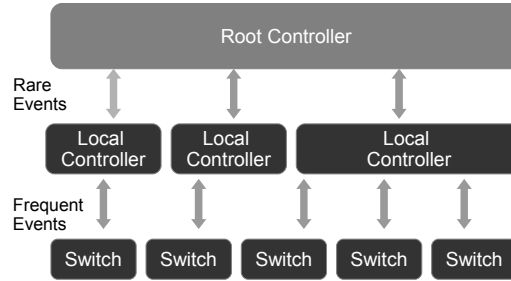 Root Controller
Rare
Events
Local
Controller
Local
Controller
Local
Controller
Frequent
Events
Switch
Switch
Switch
Switch
Switch